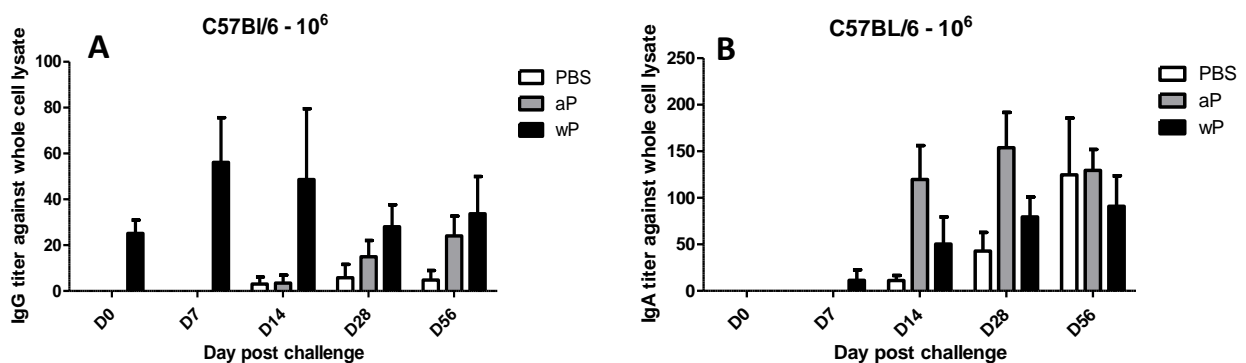 C57Bl/6 - 10⁶
A
IgG titer against whole cell lysate
100
80
60
40
20
0
D0
D7
D14
D28
D56
Day post challenge
PBS
aP
wP
C57BL/6 - 10⁶
B
IgA titer against whole cell lysate
250
200
150
100
50
0
D0
D7
D14
D28
D56
Day post challenge
PBS
aP
wP